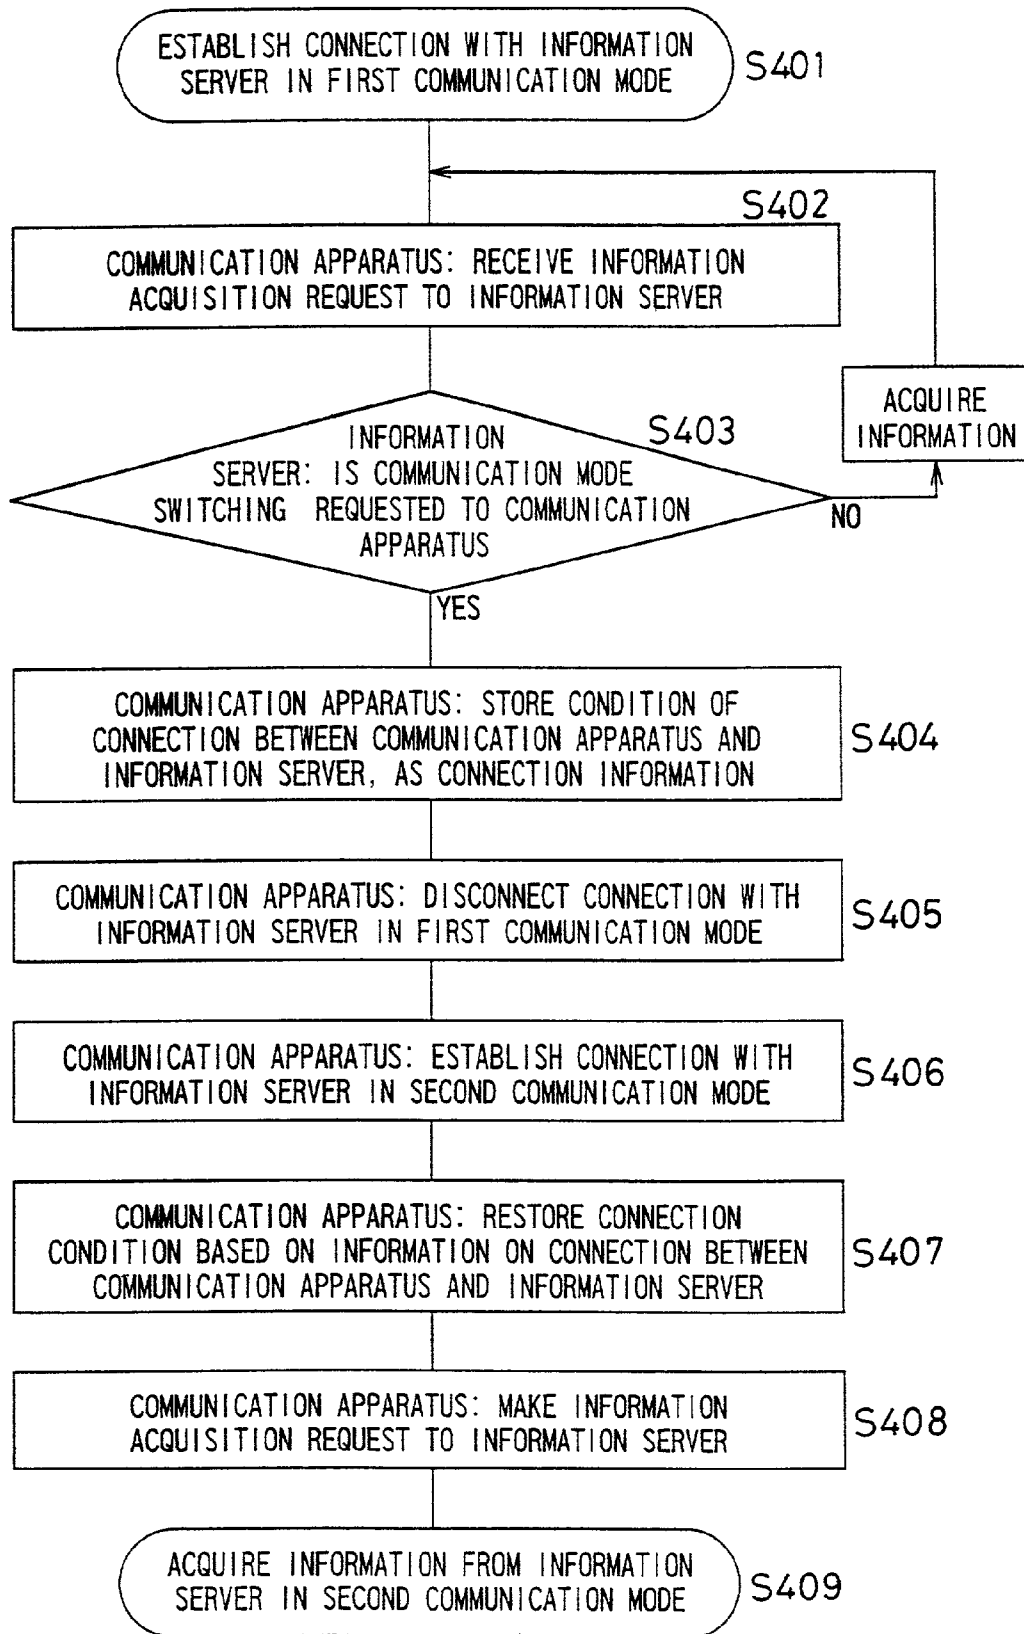 ESTABLISH CONNECTION WITH INFORMATION
SERVER IN FIRST COMMUNICATION MODE
S401
S402
COMMUNICATION APPARATUS: RECEIVE INFORMATION
ACQUISITION REQUEST TO INFORMATION SERVER
ACQUIRE
INFORMATION
S403
INFORMATION
SERVER: IS COMMUNICATION MODE
SWITCHING REQUESTED TO COMMUNICATION
APPARATUS
NO
YES
COMMUNICATION APPARATUS: STORE CONDITION OF
CONNECTION BETWEEN COMMUNICATION APPARATUS AND
INFORMATION SERVER, AS CONNECTION INFORMATION
S404
COMMUNICATION APPARATUS: DISCONNECT CONNECTION WITH
INFORMATION SERVER IN FIRST COMMUNICATION MODE
S405
COMMUNICATION APPARATUS: ESTABLISH CONNECTION WITH
INFORMATION SERVER IN SECOND COMMUNICATION MODE
S406
COMMUNICATION APPARATUS: RESTORE CONNECTION
CONDITION BASED ON INFORMATION ON CONNECTION BETWEEN
COMMUNICATION APPARATUS AND INFORMATION SERVER
S407
COMMUNICATION APPARATUS: MAKE INFORMATION
ACQUISITION REQUEST TO INFORMATION SERVER
S408
ACQUIRE INFORMATION FROM INFORMATION
SERVER IN SECOND COMMUNICATION MODE
S409